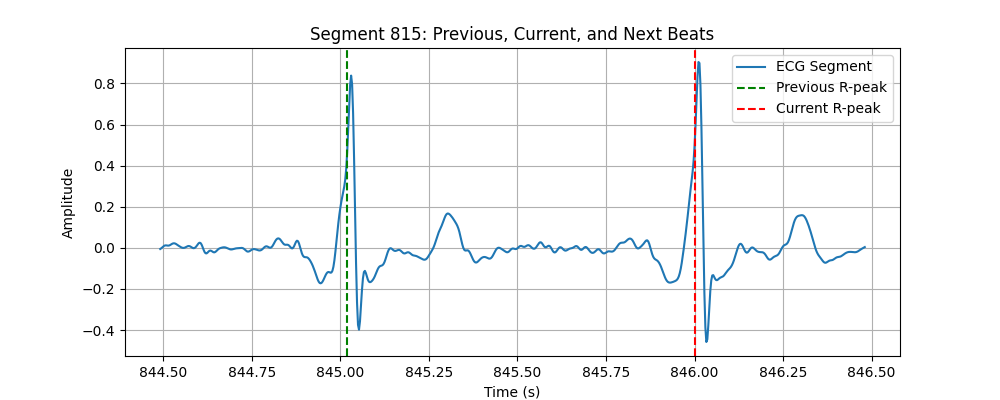 Segment 815: Previous, Current, and Next Beats
ECG Segment
Previous R-peak
Current R-peak
0.8
0.6
0.4
0.2
0.0
−0.2
−0.4
Amplitude
844.50 844.75 845.00 845.25 845.50 845.75 846.00 846.25 846.50
Time (s)